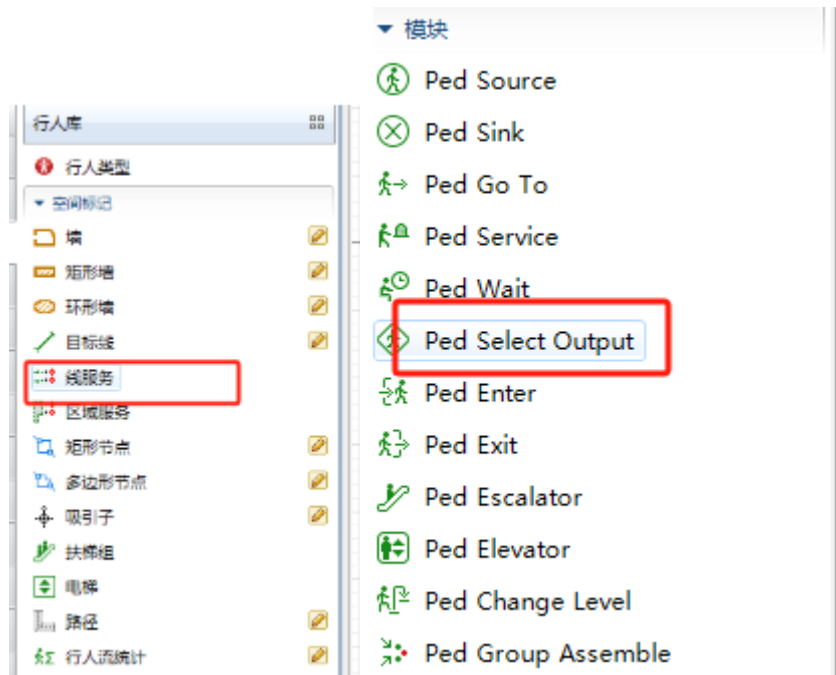 行人库
行人类型
空间标记
墙
矩形墙
环形墙
目标线
线服务
区域服务
矩形节点
多边形节点
吸引子
扶梯组
电梯
路径
行人流统计
模块
Ped Source
Ped Sink
Ped Go To
Ped Service
Ped Wait
Ped Select Output
Ped Enter
Ped Exit
Ped Escalator
Ped Elevator
Ped Change Level
Ped Group Assemble